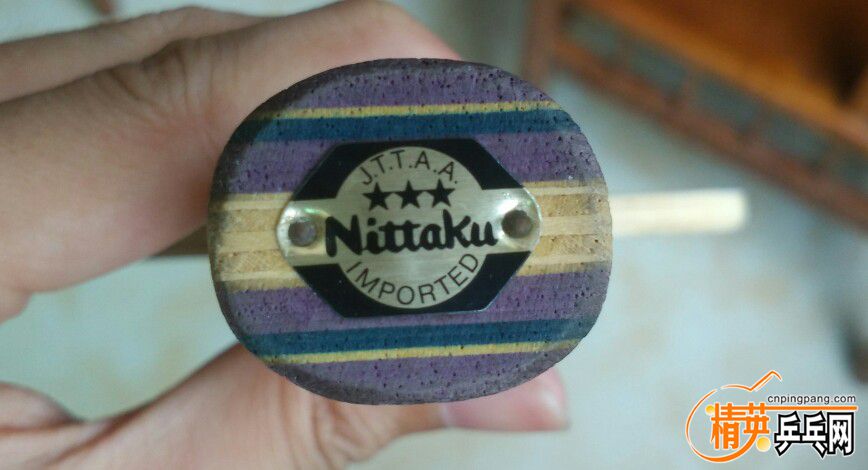 J.T.T.A.A.
★★★
Nittaku
IMPORTED
cnpingpang.com
精英乒乓网